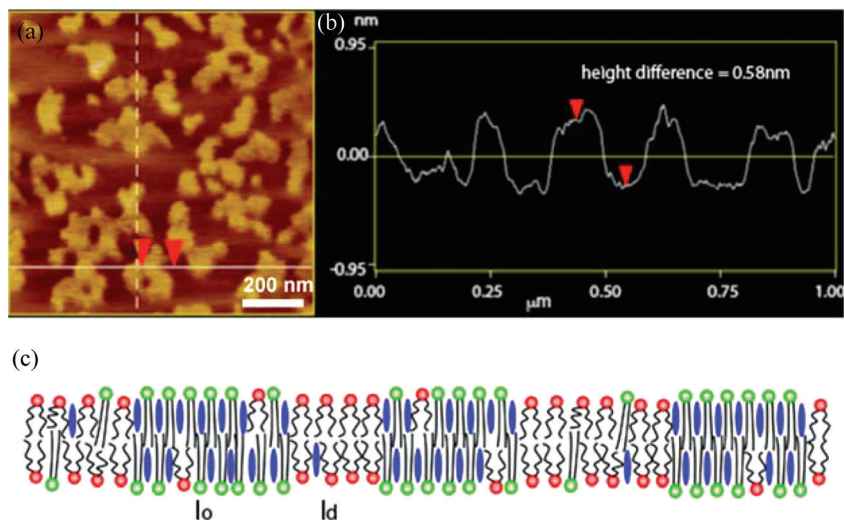 (a)
200 nm
(b)
nm
0.95
height difference = 0.58nm
0.00
-0.95
0.00 0.25 0.50 0.75 1.00
μm
(c)
lo ld